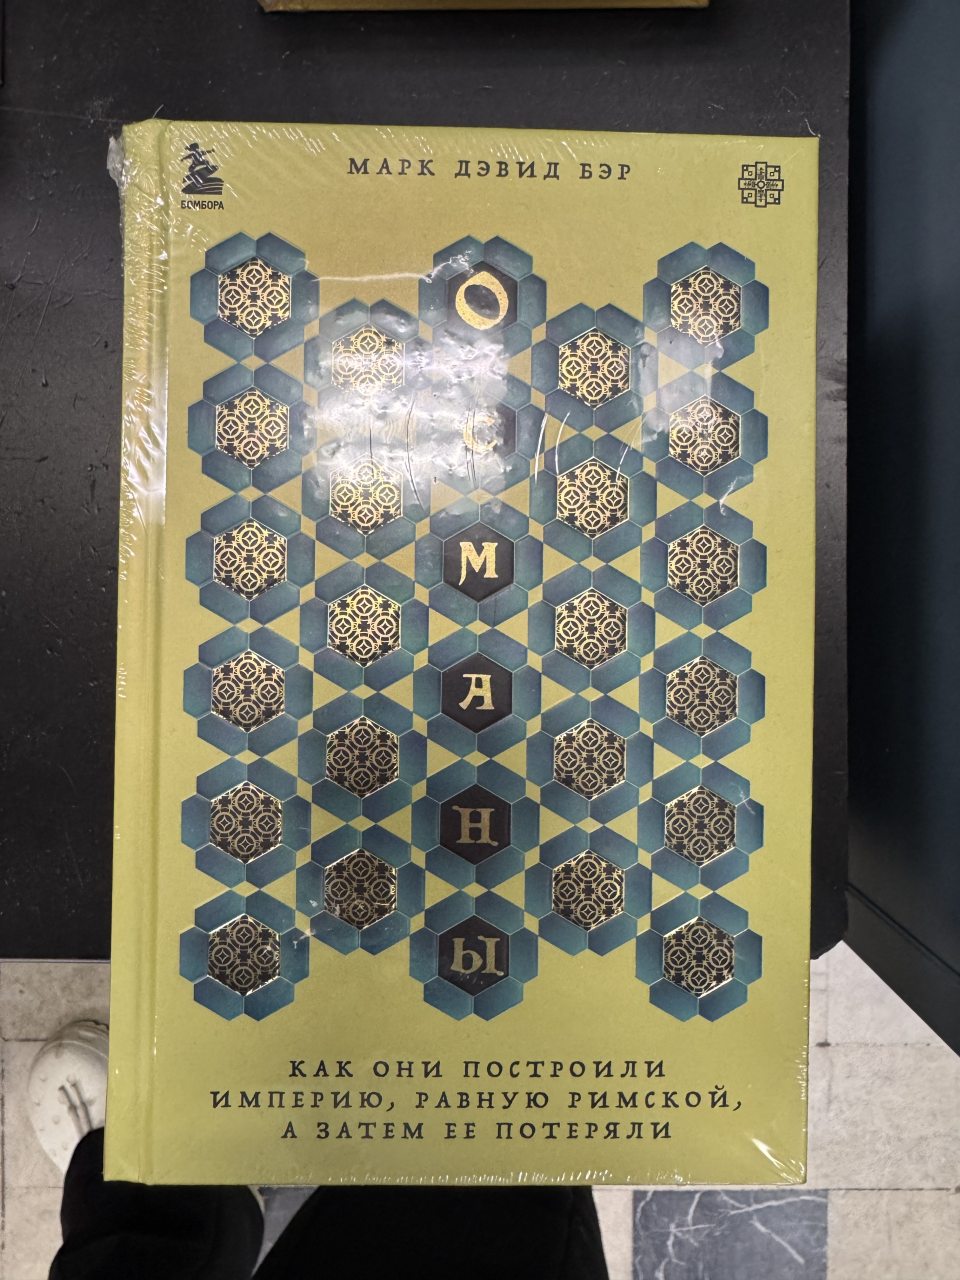 МАРК ДЭВИД БЭР
БОМБОРА
О
С
М
А
Н
Ы
КАК ОНИ ПОСТРОИЛИ
ИМПЕРИЮ, РАВНУЮ РИМСКОЙ,
А ЗАТЕМ ЕЕ ПОТЕРЯЛИ